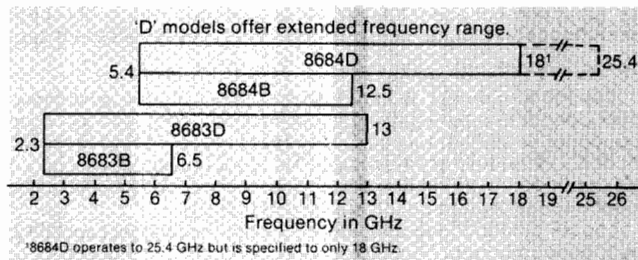 'D' models offer extended frequency range.
8684D
18¹
25.4
5.4
8684B
12.5
8683D
13
2.3
8683B
6.5
2 3 4 5 6 7 8 9 10 11 12 13 14 15 16 17 18 19 25 26
Frequency in GHz
¹8684D operates to 25.4 GHz but is specified to only 18 GHz